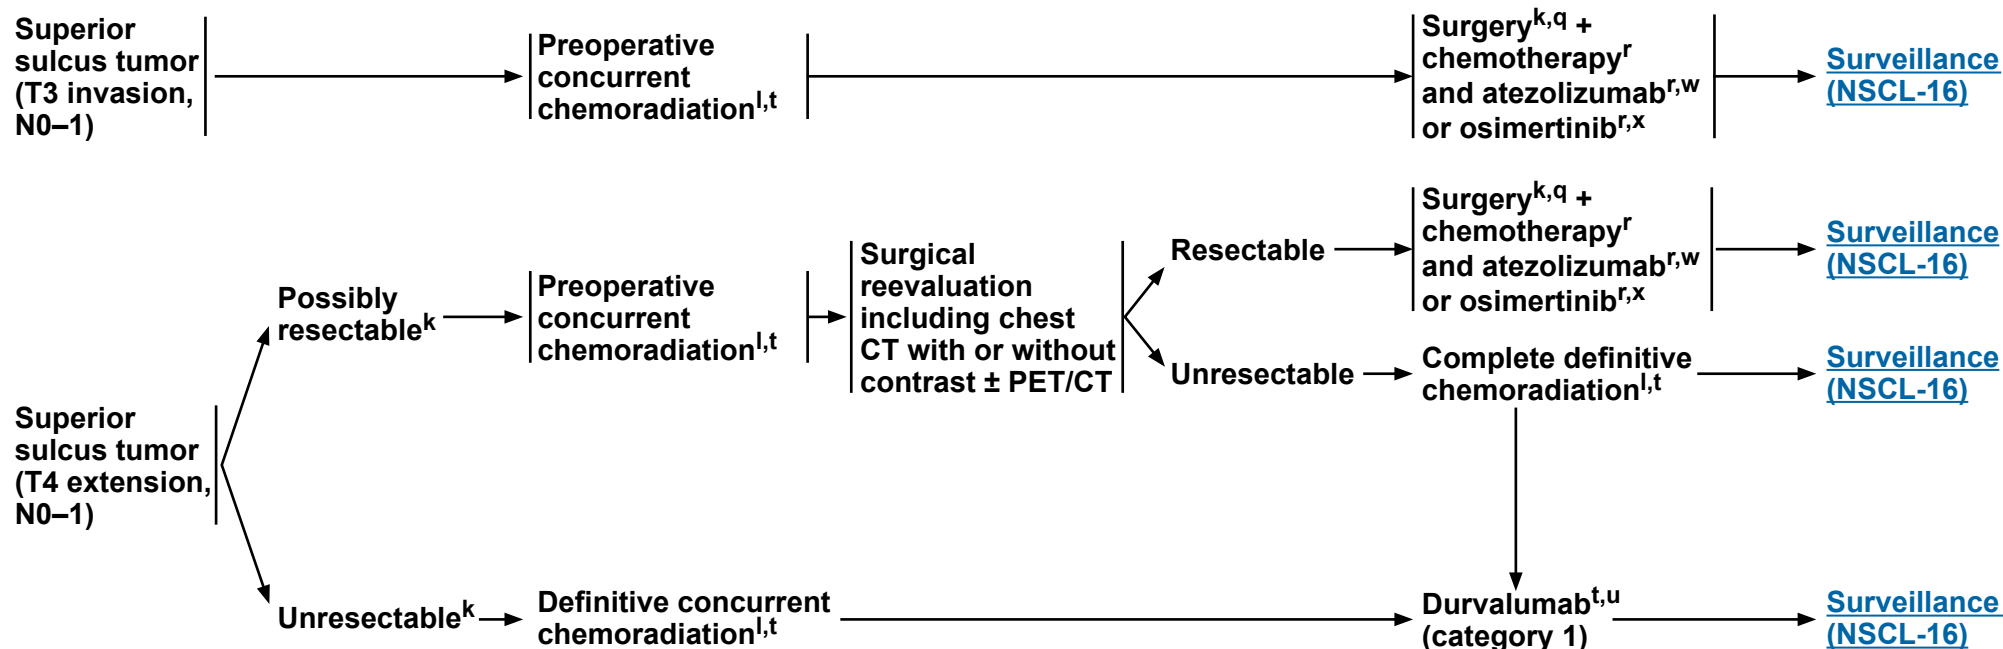 Superior
sulcus tumor
(T3 invasion,
N0–1)
Preoperative
concurrent
chemoradiationl,t
Surgeryk,q +
chemotherapyr
and atezolizumabr,w
or osimertinibr,x
Surveillance
(NSCL-16)
Superior
sulcus tumor
(T4 extension,
N0–1)
Possibly
resectablek
Preoperative
concurrent
chemoradiationl,t
Surgical
reevaluation
including chest
CT with or without
contrast ± PET/CT
Resectable
Surgeryk,q +
chemotherapyr
and atezolizumabr,w
or osimertinibr,x
Surveillance
(NSCL-16)
Unresectable
Complete definitive
chemoradiationl,t
Surveillance
(NSCL-16)
Unresectablek
Definitive concurrent
chemoradiationl,t
Durvalumabt,u
(category 1)
Surveillance
(NSCL-16)